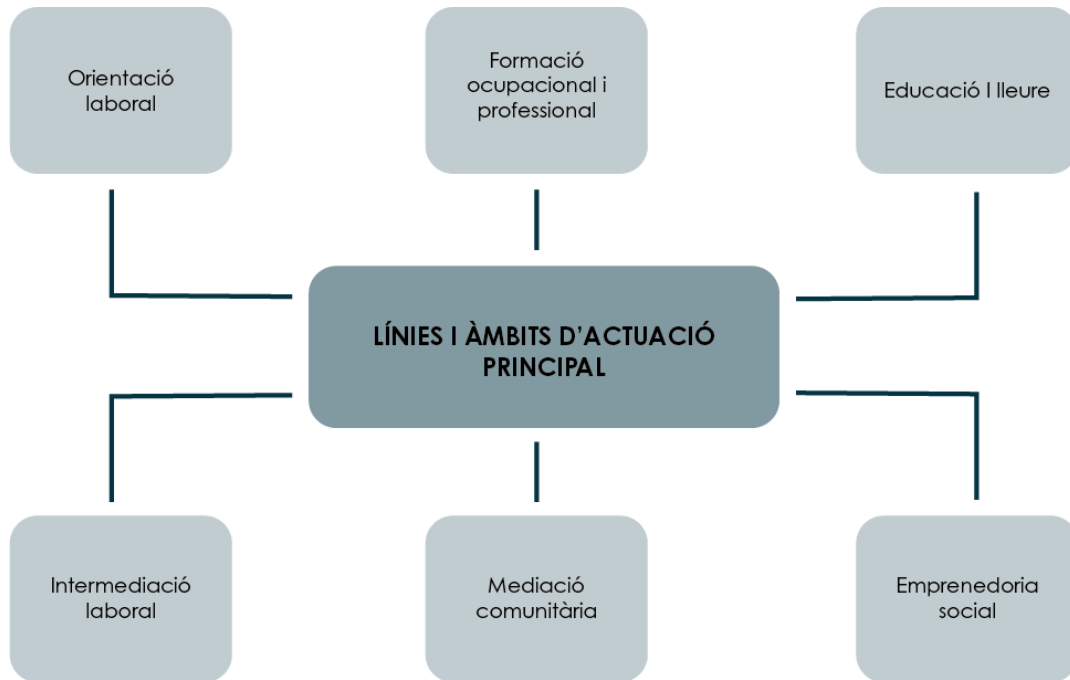 Orientació
laboral
Formació
ocupacional i
professional
Educació I lleure
LÍNIES I ÀMBITS D’ACTUACIÓ
PRINCIPAL
Intermediació
laboral
Mediació
comunitària
Emprenedoria
social